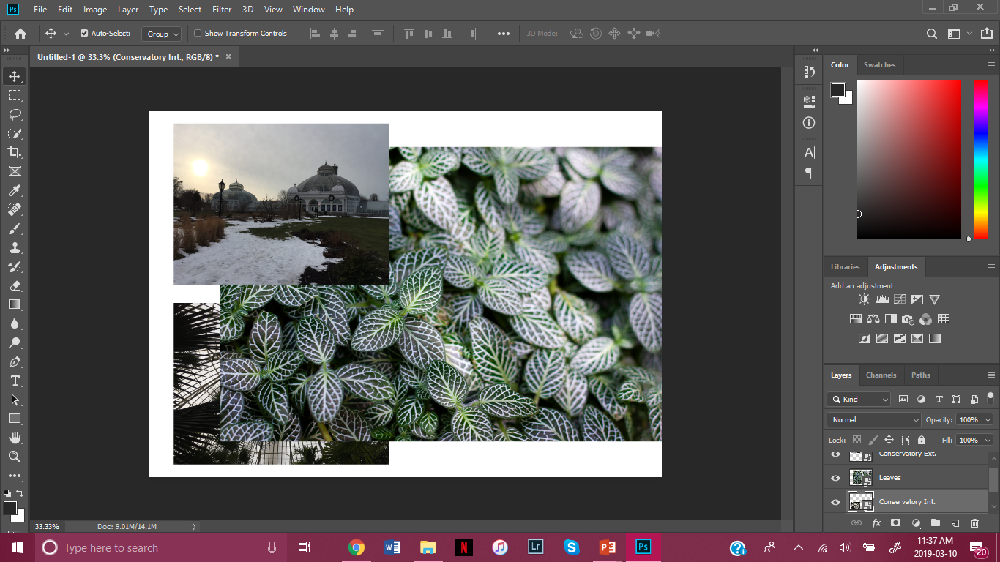 Ps File Edit Image Layer Type Select Filter 3D View Window Help
Auto-Select: Group Show Transform Controls 3D Mode:
Untitled-1 @ 33.3% (Conservatory Int., RGB/8) *
Color Swatches
Libraries Adjustments
Add an adjustment
Layers Channels Paths
Kind
Normal Opacity: 100%
Lock: Fill: 100%
Conservatory Ext.
Leaves
Conservatory Int.
fx
33.33% Doc: 9.01M/14.1M
Type here to search
Lr
Ps
11:37 AM
2019-03-10
20